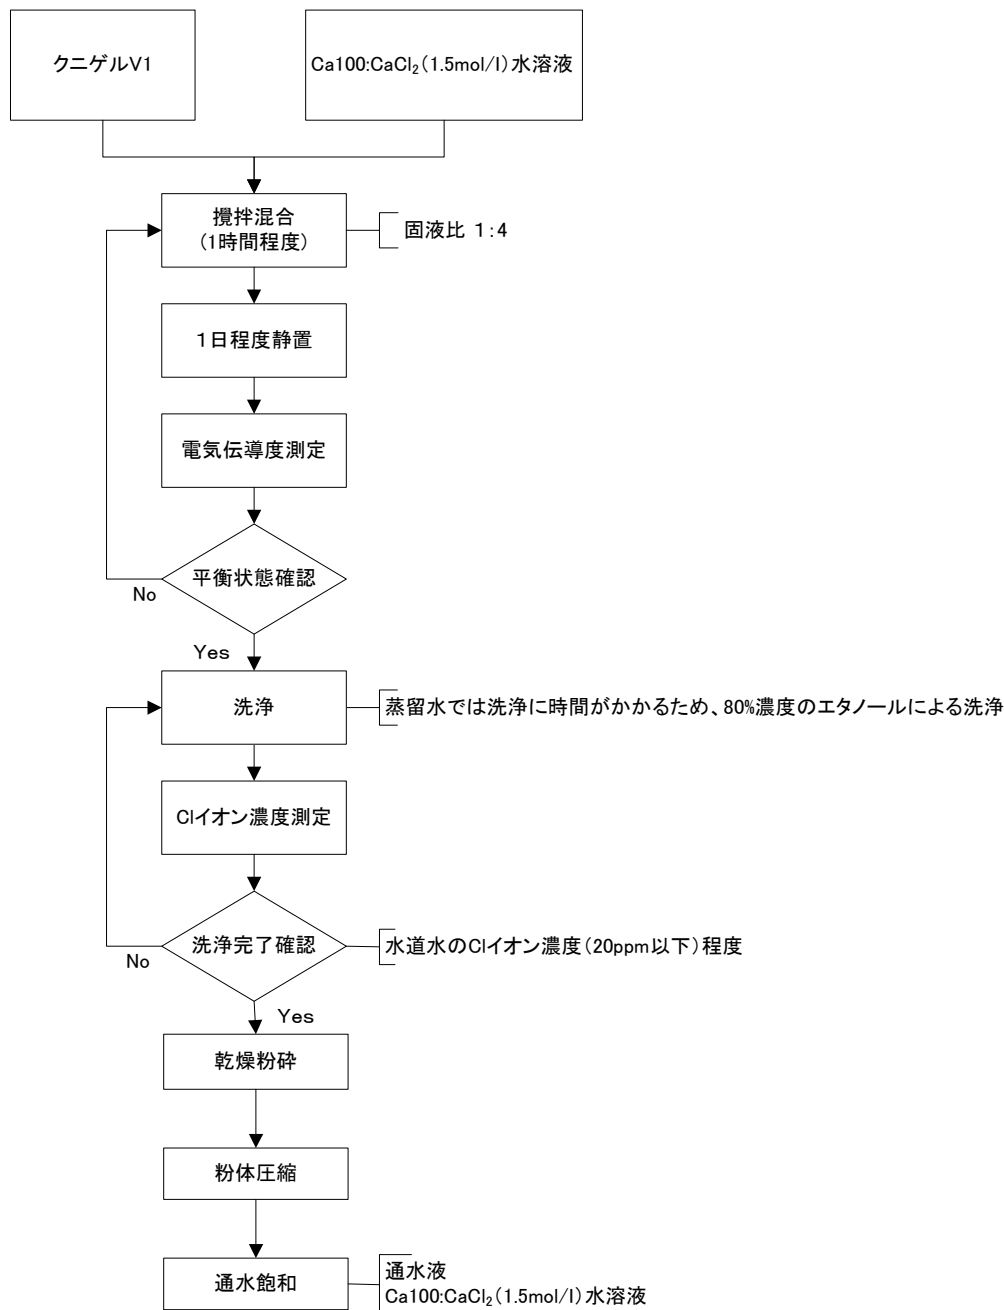 クニゲルV1
Ca100:CaCl₂(1.5mol/l)水溶液
攪拌混合
(1時間程度)
固液比 1:4
1日程度静置
電気伝導度測定
平衡状態確認
No
Yes
洗浄
蒸留水では洗浄に時間がかかるため、80%濃度のエタノールによる洗浄
Clイオン濃度測定
洗浄完了確認
水道水のClイオン濃度(20ppm以下)程度
No
Yes
乾燥粉砕
粉体圧縮
通水飽和
通水液
Ca100:CaCl₂(1.5mol/l)水溶液